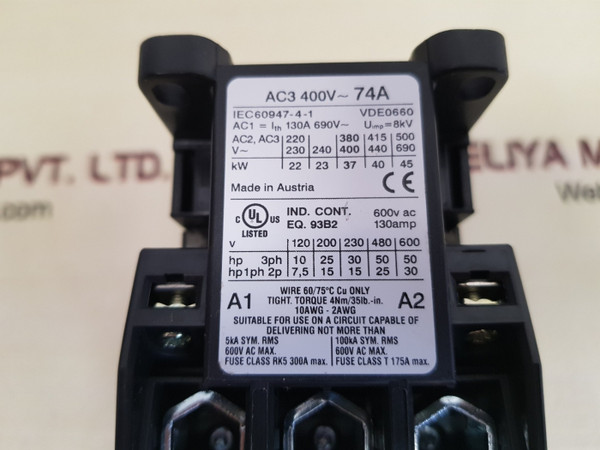 AC3 400V~ 74A
IEC60947-4-1 VDE0660
AC1 = Ith 130A 690V~ Uimp=8kV
AC2, AC3 220 380 415 500
V~ 230 240 400 440 690
kW 22 23 37 40 45
Made in Austria CE
C UL US LISTED
IND. CONT. 600v ac
EQ. 93B2 130amp
v 120 200 230 480 600
hp 3ph 10 25 30 50 50
hp 1ph 2p 7,5 15 15 25 30
WIRE 60/75°C Cu ONLY
A1 TIGHT. TORQUE 4Nm/35lb.-in. A2
10AWG - 2AWG
SUITABLE FOR USE ON A CIRCUIT CAPABLE OF
DELIVERING NOT MORE THAN
5kA SYM. RMS 100kA SYM. RMS
600V AC MAX. 600V AC MAX.
FUSE CLASS RK5 300A max. FUSE CLASS T 175A max.
PVT. LTD.
ELIYA M
Wel